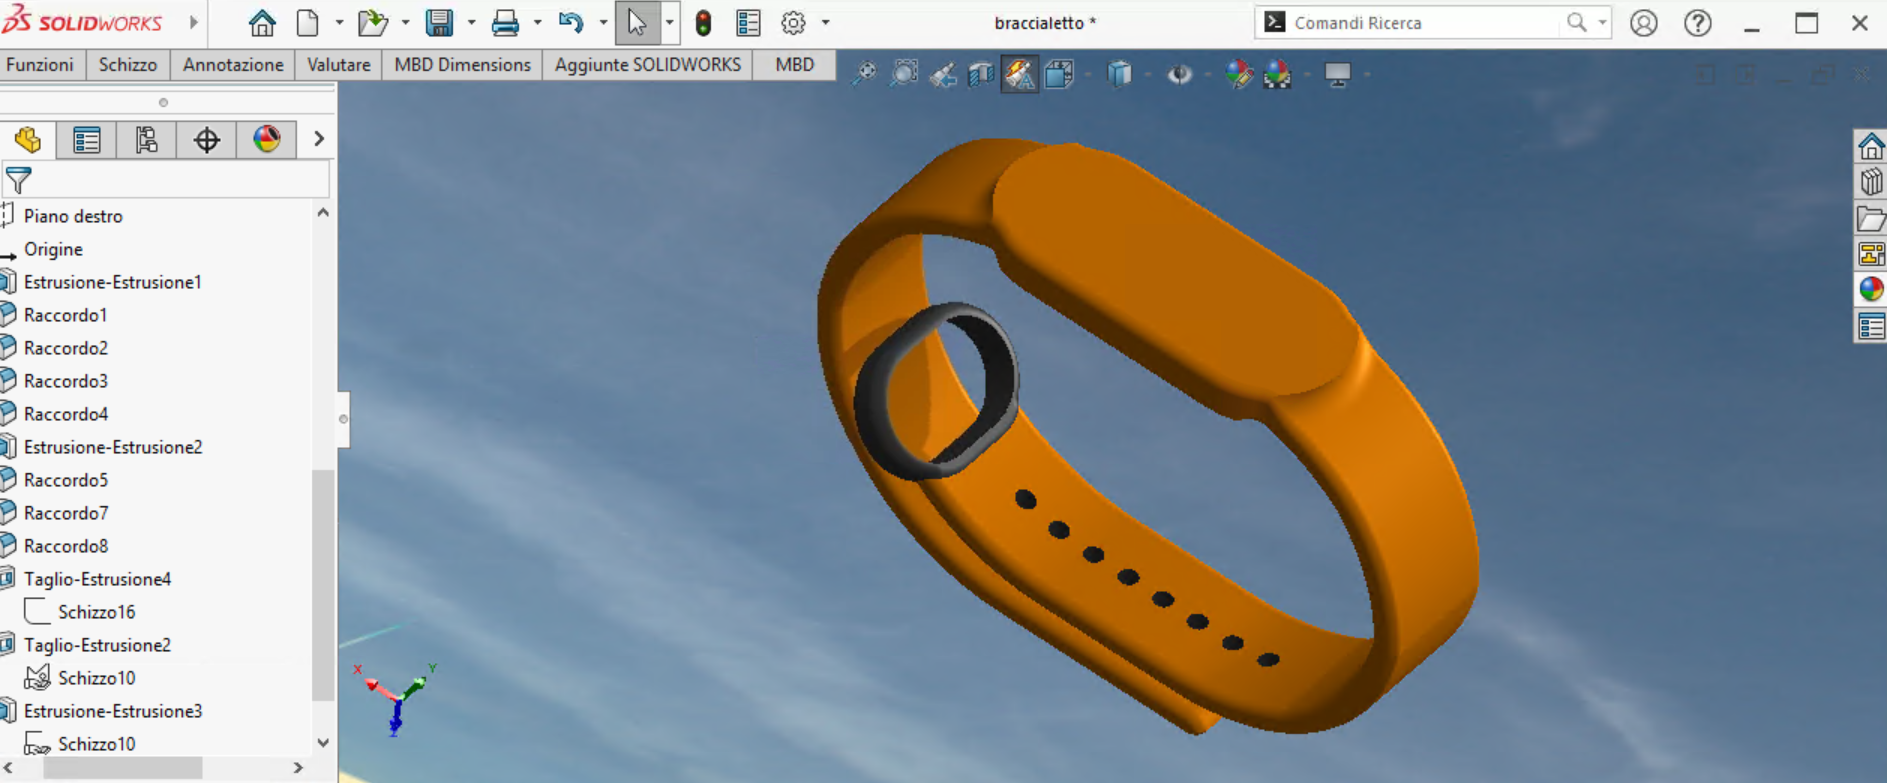 SOLIDWORKS
braccialetto *
Comandi Ricerca
Funzioni Schizzo Annotazione Valutare MBD Dimensions Aggiunte SOLIDWORKS MBD
Piano destro
Origine
Estrusione-Estrusione1
Raccordo1
Raccordo2
Raccordo3
Raccordo4
Estrusione-Estrusione2
Raccordo5
Raccordo7
Raccordo8
Taglio-Estrusione4
Schizzo16
Taglio-Estrusione2
Schizzo10
Estrusione-Estrusione3
Schizzo10
X
Y
Z